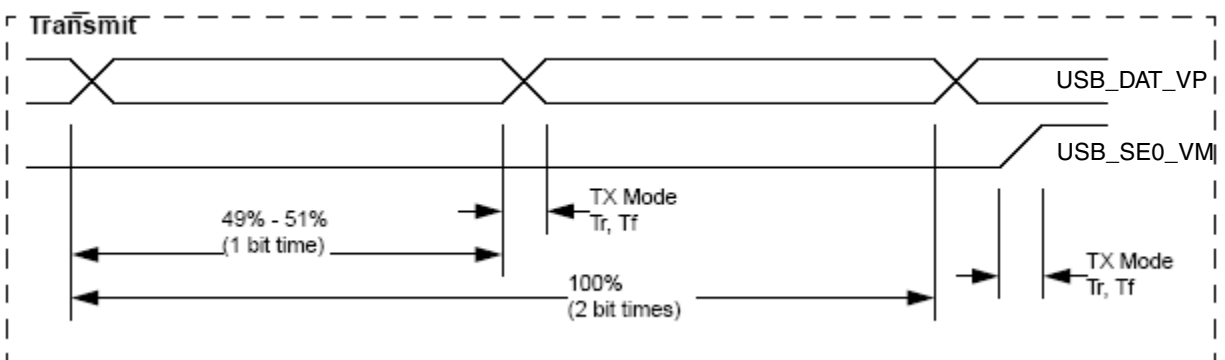 Transmit
USB_DAT_VP
USB_SE0_VM
TX Mode
Tr, Tf
49% - 51%
(1 bit time)
TX Mode
Tr, Tf
100%
(2 bit times)